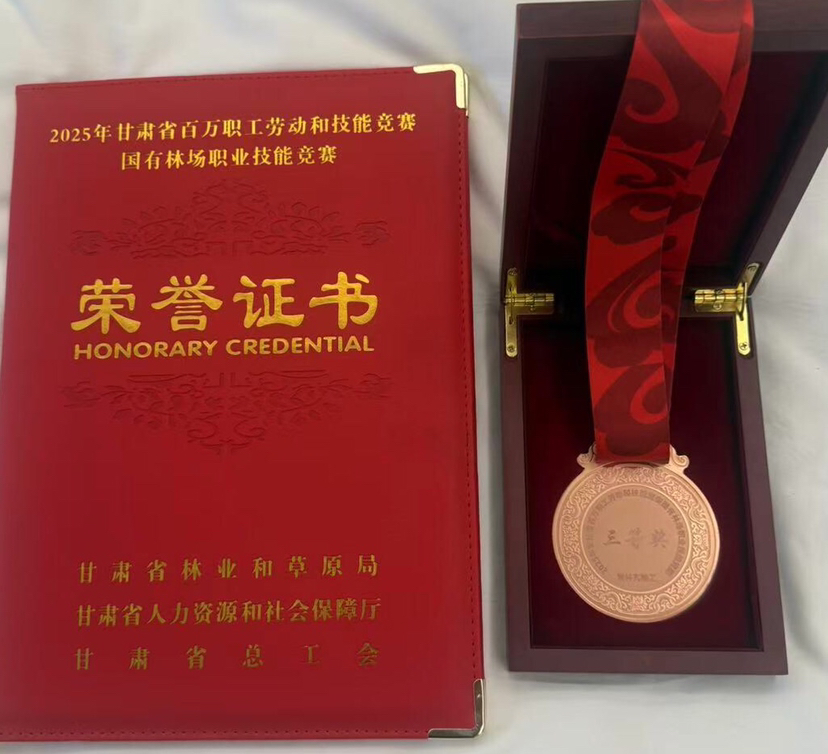 2025年甘肃省百万职工劳动和技能竞赛
国有林场职业技能竞赛
荣誉证书
HONORARY CREDENTIAL
甘肃省林业和草原局
甘肃省人力资源和社会保障厅
甘肃省总工会
三等奖